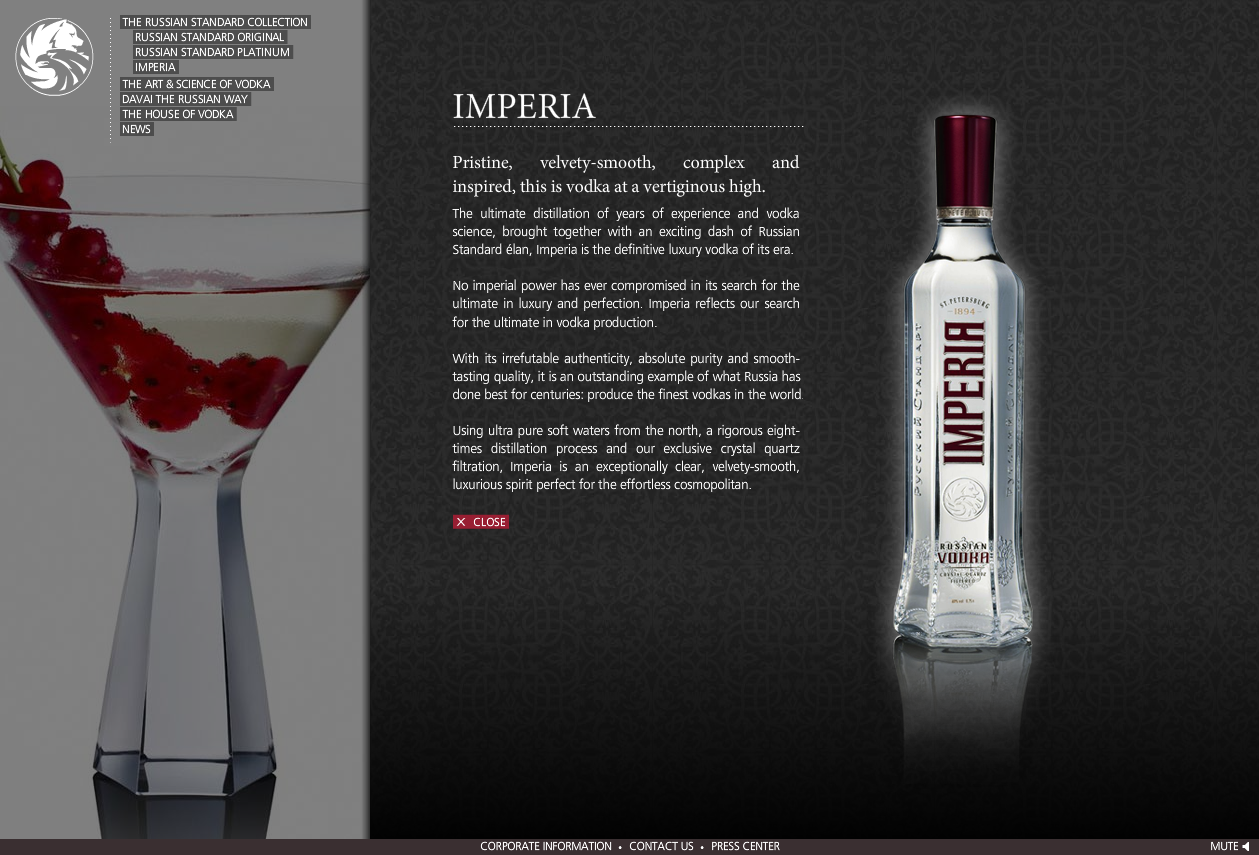 THE RUSSIAN STANDARD COLLECTION
RUSSIAN STANDARD ORIGINAL
RUSSIAN STANDARD PLATINUM
IMPERIA
THE ART & SCIENCE OF VODKA
DAVAI THE RUSSIAN WAY
THE HOUSE OF VODKA
NEWS
IMPERIA
Pristine, velvety-smooth, complex and
inspired, this is vodka at a vertiginous high.
The ultimate distillation of years of experience and vodka
science, brought together with an exciting dash of Russian
Standard élan, Imperia is the definitive luxury vodka of its era.
No imperial power has ever compromised in its search for the
ultimate in luxury and perfection. Imperia reflects our search
for the ultimate in vodka production.
With its irrefutable authenticity, absolute purity and smooth-
tasting quality, it is an outstanding example of what Russia has
done best for centuries: produce the finest vodkas in the world
Using ultra pure soft waters from the north, a rigorous eight-
times distillation process and our exclusive crystal quartz
filtration, Imperia is an exceptionally clear, velvety-smooth,
luxurious spirit perfect for the effortless cosmopolitan.
X CLOSE
ST. PETERSBURG
- 1894 -
IMPERIA
РУССКИЙ СТАНДАРТ
RUSSIAN
VODKA
CRYSTAL-QUARTZ
FILTERED
CORPORATE INFORMATION • CONTACT US • PRESS CENTER
MUTE